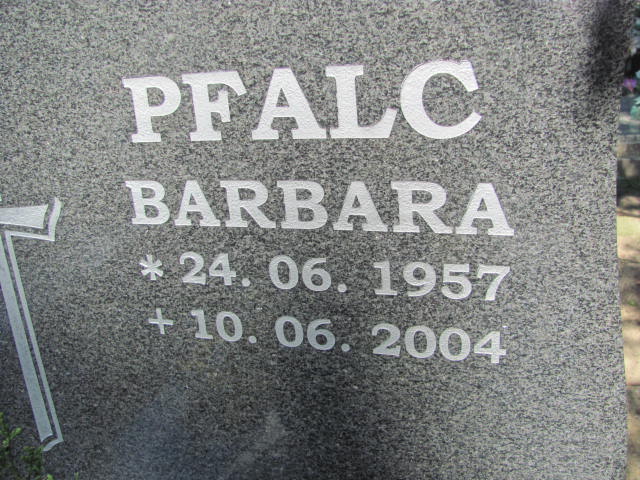 PFALC
BARBARA
* 24. 06. 1957
+ 10. 06. 2004